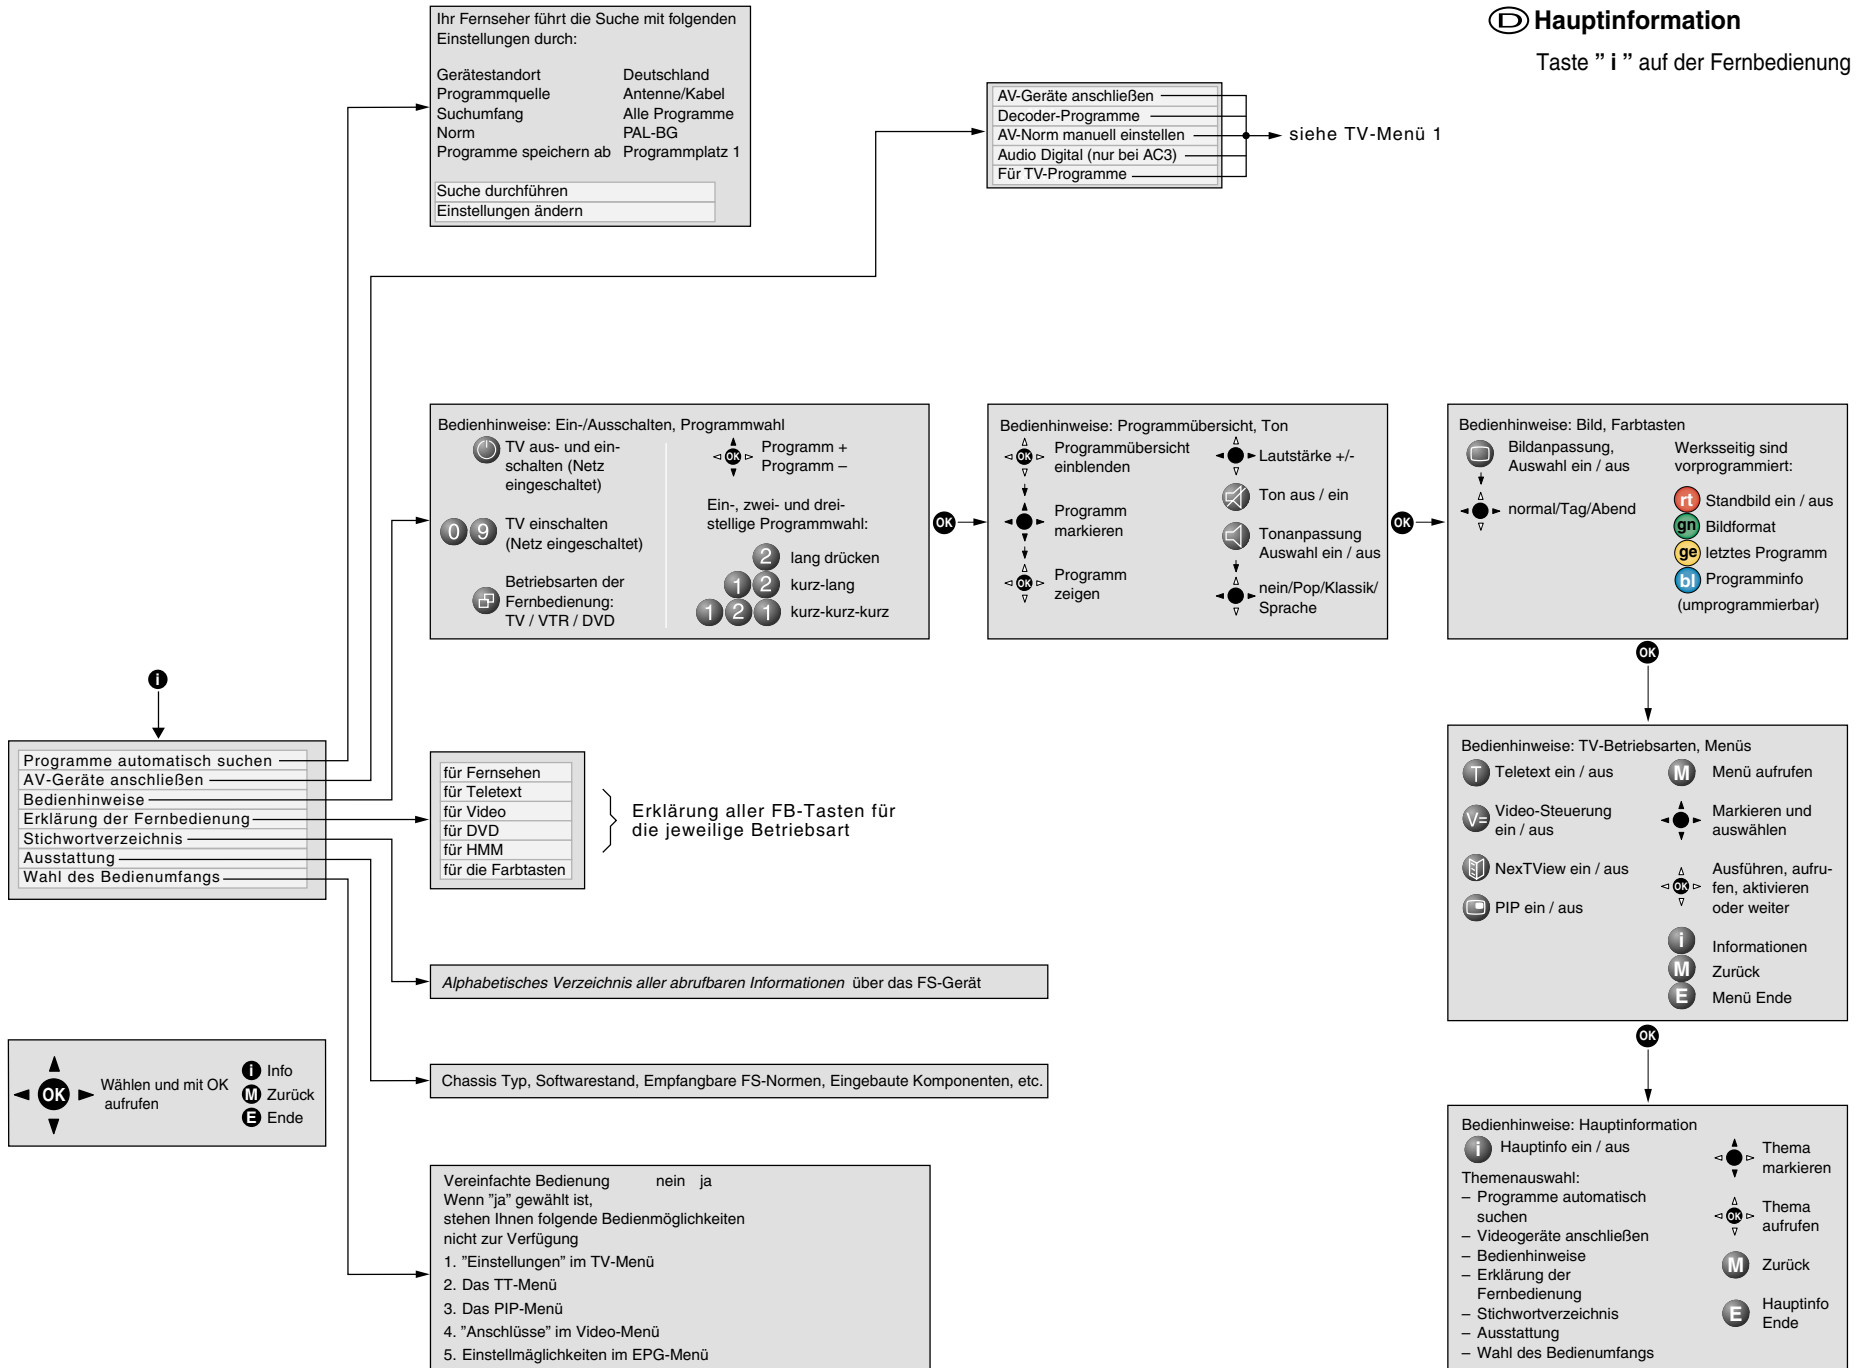 D Hauptinformation
Taste ” i ” auf der Fernbedienung
Ihr Fernseher führt die Suche mit folgenden
Einstellungen durch:
Gerätestandort Deutschland
Programmquelle Antenne/Kabel
Suchumfang Alle Programme
Norm PAL-BG
Programme speichern ab Programmplatz 1
Suche durchführen
Einstellungen ändern
AV-Geräte anschließen
Decoder-Programme
AV-Norm manuell einstellen
Audio Digital (nur bei AC3)
Für TV-Programme
siehe TV-Menü 1
Bedienhinweise: Ein-/Ausschalten, Programmwahl
TV aus- und ein-
schalten (Netz
eingeschaltet)
0 9 TV einschalten
(Netz eingeschaltet)
Betriebsarten der
Fernbedienung:
TV / VTR / DVD
OK Programm +
Programm –
Ein-, zwei- und drei-
stellige Programmwahl:
2 lang drücken
1 2 kurz-lang
1 2 1 kurz-kurz-kurz
OK
Bedienhinweise: Programmübersicht, Ton
OK Programmübersicht
einblenden
Programm
markieren
OK Programm
zeigen
Lautstärke +/-
Ton aus / ein
Tonanpassung
Auswahl ein / aus
nein/Pop/Klassik/
Sprache
OK
Bedienhinweise: Bild, Farbtasten
Bildanpassung,
Auswahl ein / aus
normal/Tag/Abend
Werksseitig sind
vorprogrammiert:
rt Standbild ein / aus
gn Bildformat
ge letztes Programm
bl Programminfo
(umprogrammierbar)
OK
i
Programme automatisch suchen
AV-Geräte anschließen
Bedienhinweise
Erklärung der Fernbedienung
Stichwortverzeichnis
Ausstattung
Wahl des Bedienumfangs
für Fernsehen
für Teletext
für Video
für DVD
für HMM
für die Farbtasten
Erklärung aller FB-Tasten für
die jeweilige Betriebsart
Bedienhinweise: TV-Betriebsarten, Menüs
T Teletext ein / aus
V= Video-Steuerung
ein / aus
NexTView ein / aus
PIP ein / aus
M Menü aufrufen
Markieren und
auswählen
OK Ausführen, aufru-
fen, aktivieren
oder weiter
i Informationen
M Zurück
E Menü Ende
OK
Alphabetisches Verzeichnis aller abrufbaren Informationen über das FS-Gerät
OK Wählen und mit OK
aufrufen
i Info
M Zurück
E Ende
Chassis Typ, Softwarestand, Empfangbare FS-Normen, Eingebaute Komponenten, etc.
Vereinfachte Bedienung nein ja
Wenn ”ja” gewählt ist,
stehen Ihnen folgende Bedienmöglichkeiten
nicht zur Verfügung
1. ”Einstellungen” im TV-Menü
2. Das TT-Menü
3. Das PIP-Menü
4. ”Anschlüsse” im Video-Menü
5. Einstellmäglichkeiten im EPG-Menü
Bedienhinweise: Hauptinformation
i Hauptinfo ein / aus
Themenauswahl:
– Programme automatisch
suchen
– Videogeräte anschließen
– Bedienhinweise
– Erklärung der
Fernbedienung
– Stichwortverzeichnis
– Ausstattung
– Wahl des Bedienumfangs
Thema
markieren
OK Thema
aufrufen
M Zurück
E Hauptinfo
Ende